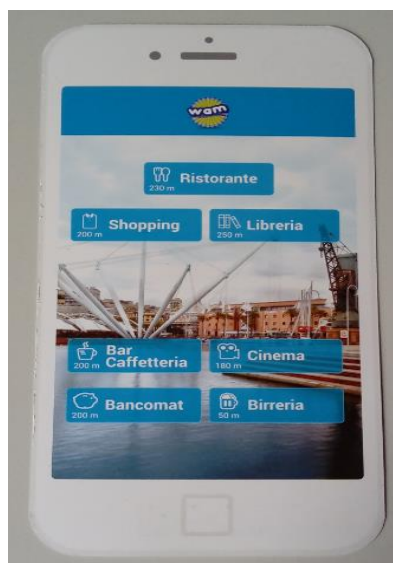 wam
Ristorante
230 m
Shopping
200 m
Libreria
250 m
Bar
Caffetteria
200 m
Cinema
180 m
Bancomat
200 m
Birreria
50 m